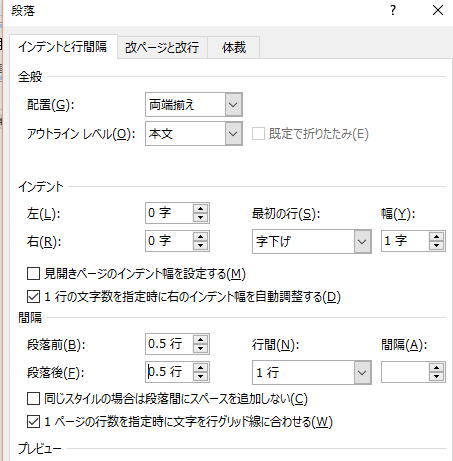 段落 ?
インデントと行間隔 改ページと改行 体裁
全般
配置(G): 両端揃え
アウトライン レベル(O): 本文 既定で折りたたみ(E)
インデント
左(L): 0 字 最初の行(S): 幅(Y):
右(R): 0 字 字下げ 1 字
見開きページのインデント幅を設定する(M)
1 行の文字数を指定時に右のインデント幅を自動調整する(D)
間隔
段落前(B): 0.5 行 行間(N): 間隔(A):
段落後(F): 0.5 行 1 行
同じスタイルの場合は段落間にスペースを追加しない(C)
1 ページの行数を指定時に文字を行グリッド線に合わせる(W)
プレビュー